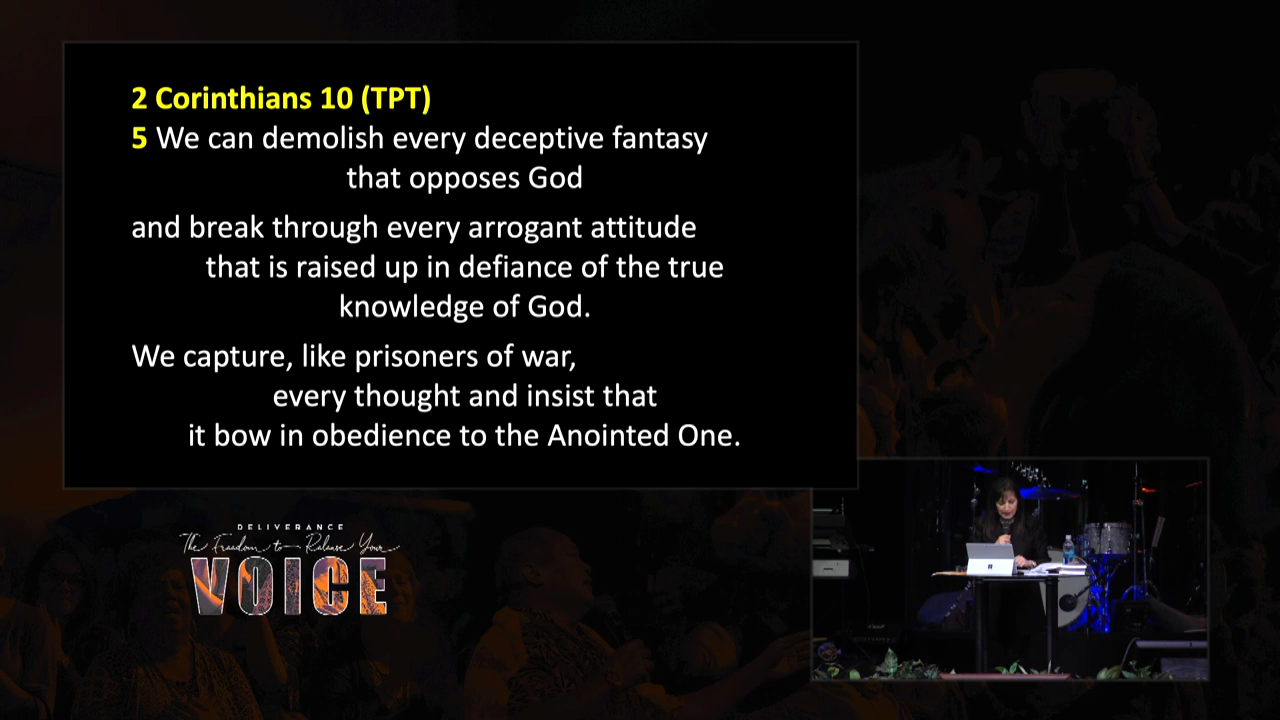 2 Corinthians 10 (TPT)
5 We can demolish every deceptive fantasy
that opposes God
and break through every arrogant attitude
that is raised up in defiance of the true
knowledge of God.
We capture, like prisoners of war,
every thought and insist that
it bow in obedience to the Anointed One.
DELIVERANCE
The Freedom to Release Your
VOICE